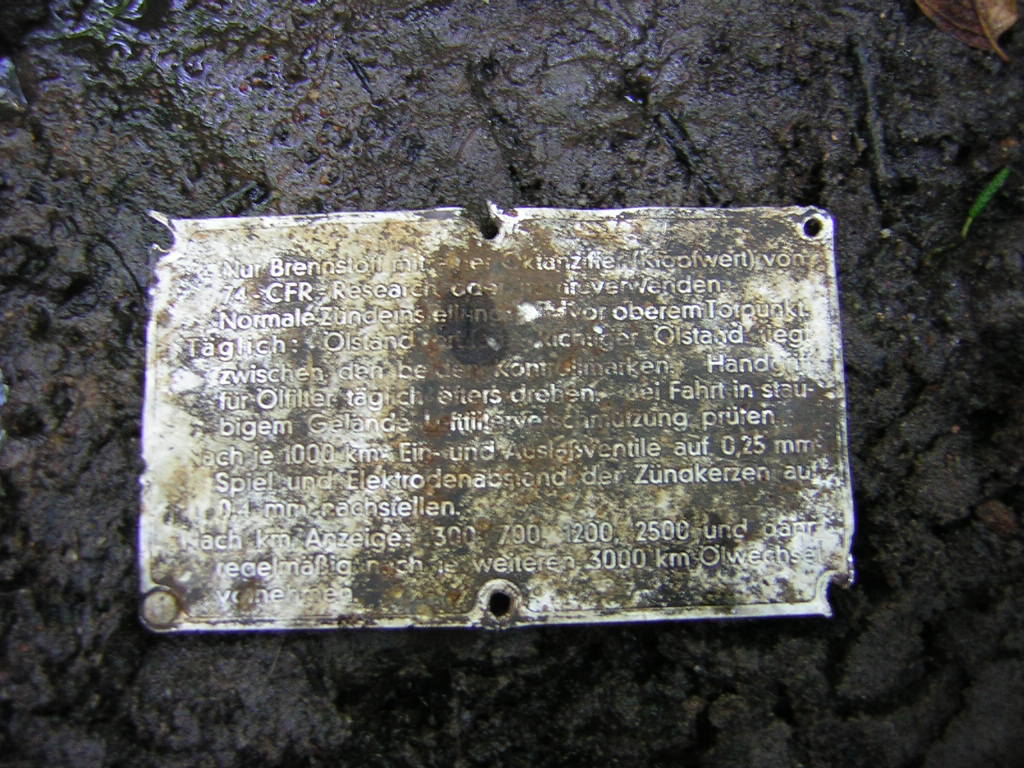 Nur Brennstoff mit einer Oktanziffer (Klopfwert) von
74 - CFR - Research oder verwenden
Normale Zündeinstellung vor oberem Totpunkt.
Täglich: Ölstand richtiger Ölstand liegt
zwischen den beiden Kontrollmarken. Handgriff
für Ölfilter täglich öfters drehen. Bei Fahrt in stau-
bigem Gelände Luftfilterverschmutzung prüfen.
Nach je 1000 km: Ein- und Auslaßventile auf 0,25 mm
Spiel und Elektrodenabstand der Zündkerzen auf
0,4 mm nachstellen.
Nach km Anzeige: 300, 700, 1200, 2500 und dann
regelmäßig nach je weiteren 3000 km Ölwechsel
vornehmen.